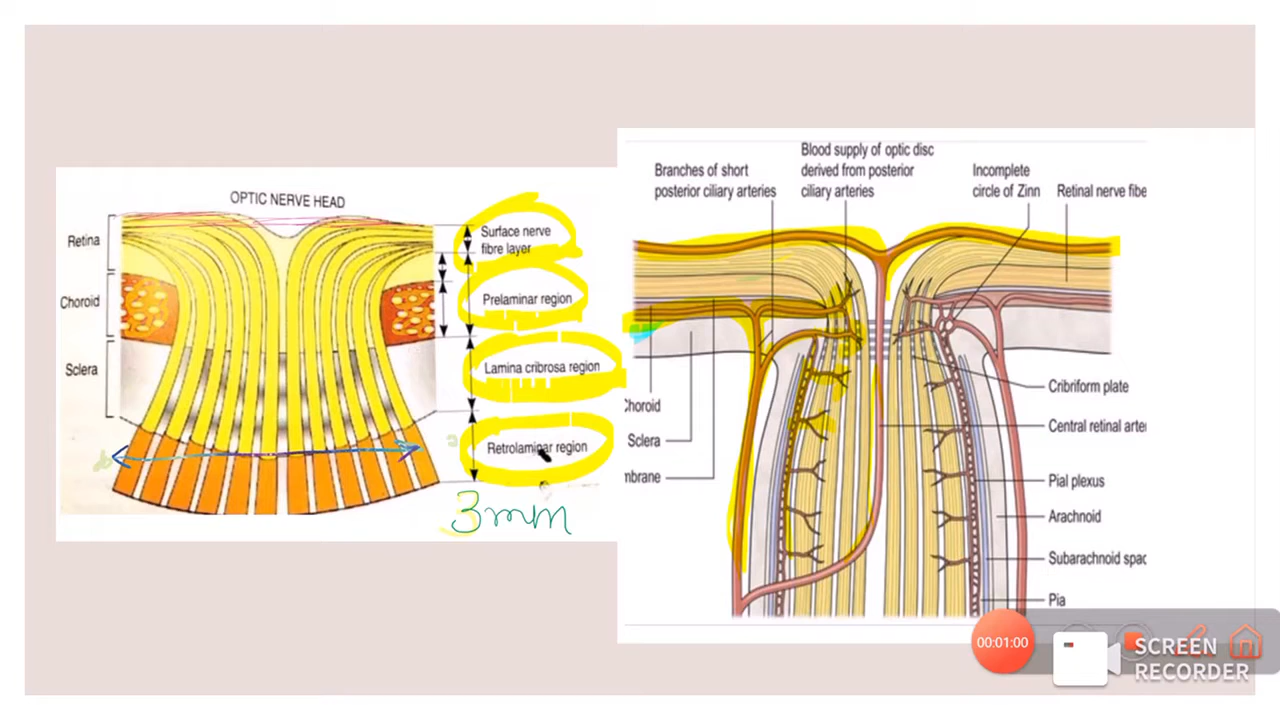 OPTIC NERVE HEAD
Retina
Choroid
Sclera
Surface nerve
fibre layer
Prelaminar region
Lamina cribrosa region
Retrolaminar region
3mm
Branches of short
posterior ciliary arteries
Blood supply of optic disc
derived from posterior
ciliary arteries
Incomplete
circle of Zinn
Retinal nerve fibe
Choroid
Sclera
mbrane
Cribriform plate
Central retinal arte
Pial plexus
Arachnoid
Subarachnoid spac
Pia
00:01:00
SCREEN
RECORDER